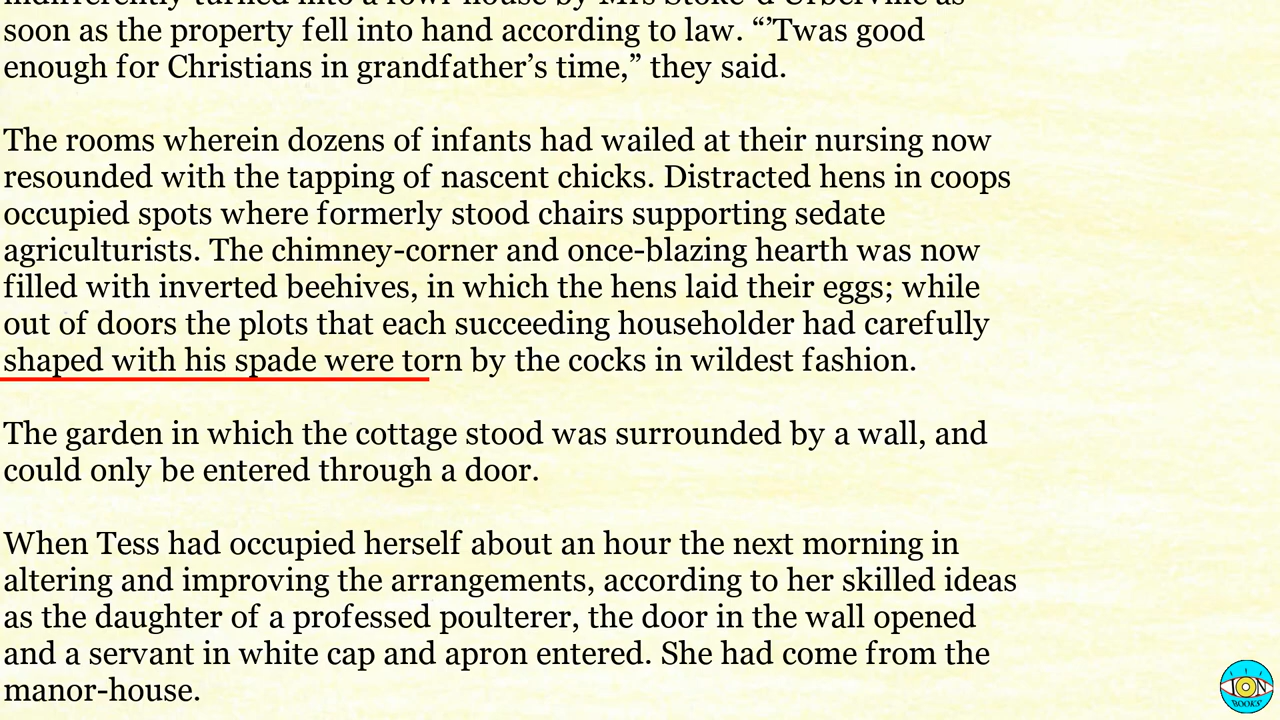 soon as the property fell into hand according to law. “’Twas good
enough for Christians in grandfather’s time,” they said.
The rooms wherein dozens of infants had wailed at their nursing now
resounded with the tapping of nascent chicks. Distracted hens in coops
occupied spots where formerly stood chairs supporting sedate
agriculturists. The chimney-corner and once-blazing hearth was now
filled with inverted beehives, in which the hens laid their eggs; while
out of doors the plots that each succeeding householder had carefully
shaped with his spade were torn by the cocks in wildest fashion.
The garden in which the cottage stood was surrounded by a wall, and
could only be entered through a door.
When Tess had occupied herself about an hour the next morning in
altering and improving the arrangements, according to her skilled ideas
as the daughter of a professed poulterer, the door in the wall opened
and a servant in white cap and apron entered. She had come from the
manor-house.
ION
BOOKS